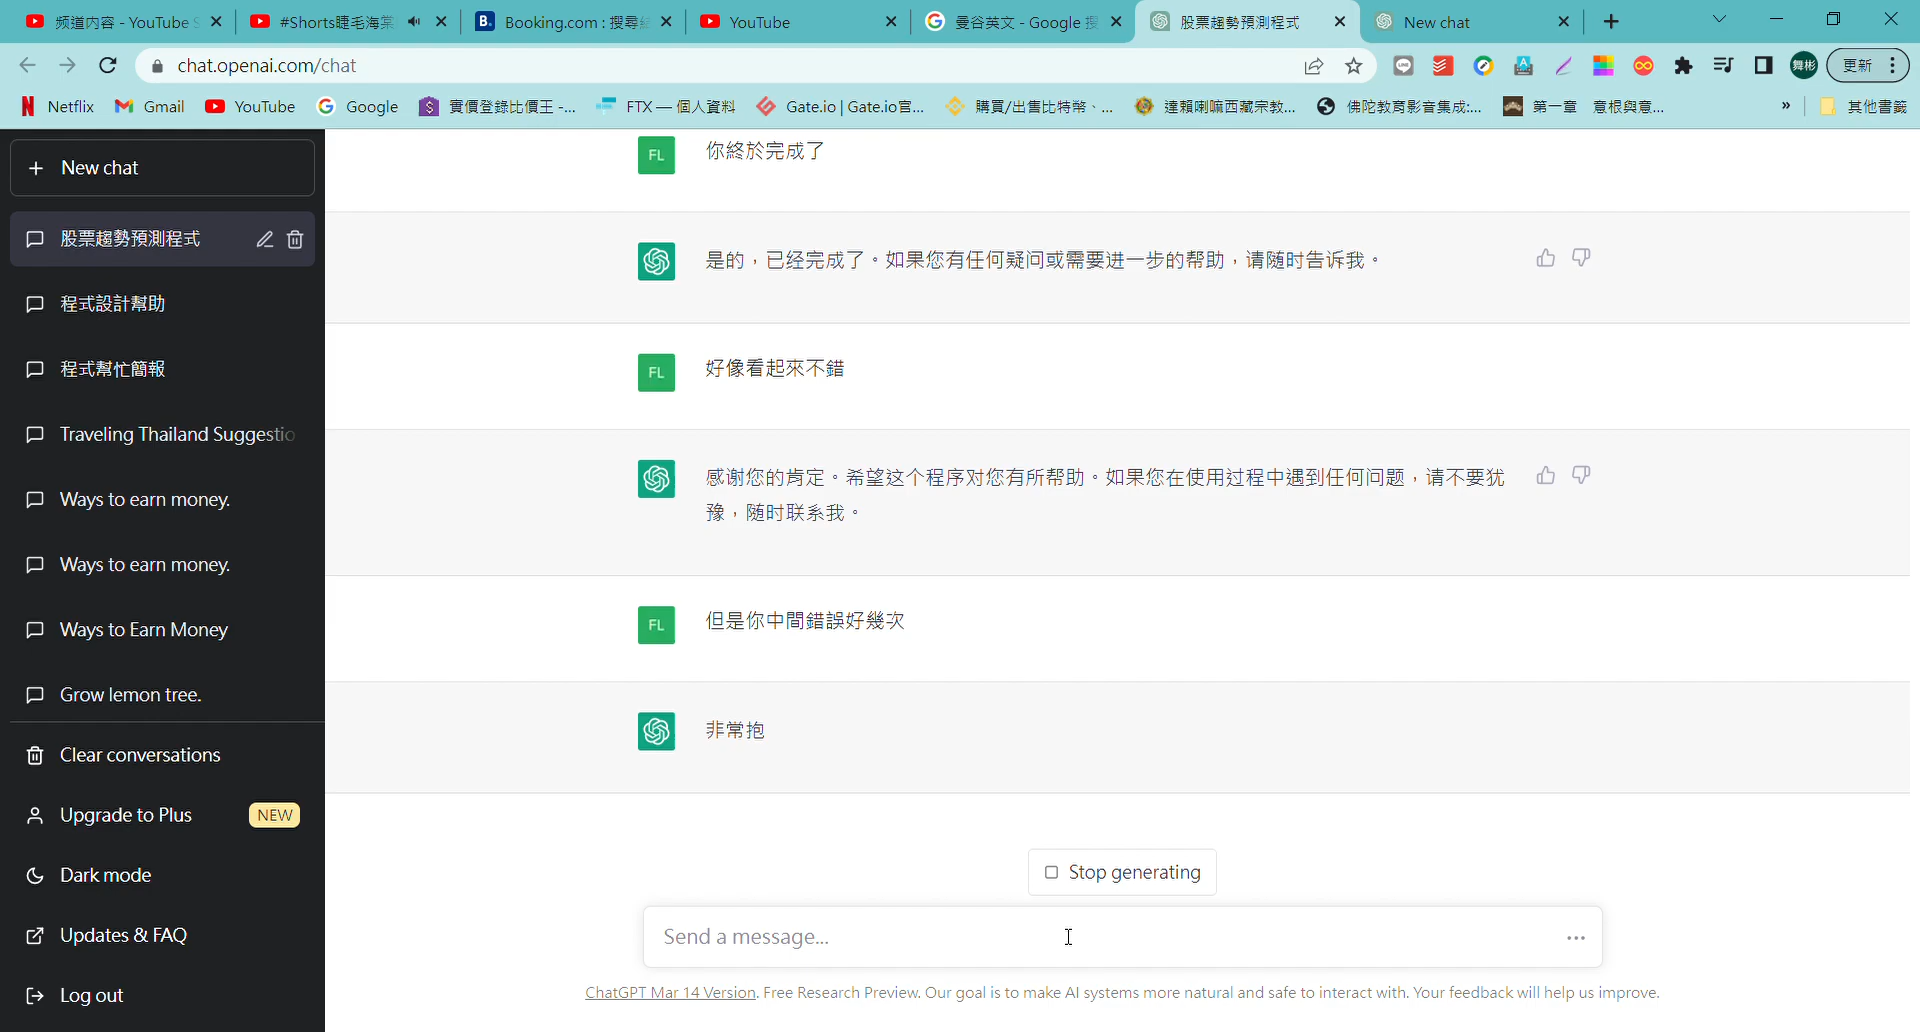 频道内容 - YouTube S
#Shorts睫毛海棠
Booking.com : 搜尋結
YouTube
曼谷英文 - Google 搜
股票趨勢預測程式
New chat
chat.openai.com/chat
舞彬
更新
Netflix
Gmail
YouTube
Google
實價登錄比價王 -...
FTX — 個人資料
Gate.io | Gate.io官...
購買/出售比特幣、...
達賴喇嘛西藏宗教...
佛陀教育影音集成:...
第一章 意根與意...
»
其他書籤
New chat
股票趨勢預測程式
程式設計幫助
程式幫忙簡報
Traveling Thailand Suggestio
Ways to earn money.
Ways to earn money.
Ways to Earn Money
Grow lemon tree.
Clear conversations
Upgrade to Plus
NEW
Dark mode
Updates & FAQ
Log out
FL
你終於完成了
是的，已经完成了。如果您有任何疑问或需要进一步的帮助，请随时告诉我。
FL
好像看起來不錯
感谢您的肯定。希望这个程序对您有所帮助。如果您在使用过程中遇到任何问题，请不要犹
豫，随时联系我。
FL
但是你中間錯誤好幾次
非常抱
Stop generating
Send a message...
ChatGPT Mar 14 Version. Free Research Preview. Our goal is to make AI systems more natural and safe to interact with. Your feedback will help us improve.